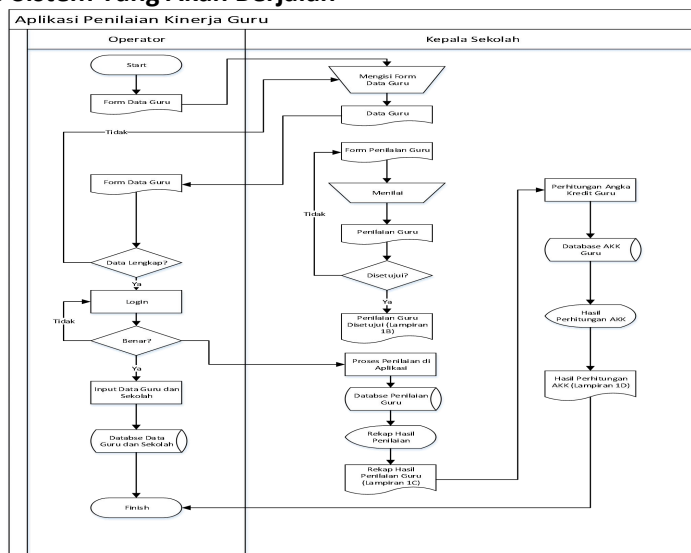 Sistem Yang Akan Berjalan
Aplikasi Penilaian Kinerja Guru
Operator
Kepala Sekolah
Start
Form Data Guru
Mengisi Form
Data Guru
Data Guru
Tidak
Form Data Guru
Data Lengkap?
Ya
Login
Tidak
Benar?
Ya
Input Data Guru dan
Sekolah
Databse Data
Guru dan Sekolah
Finish
Form Penilaian Guru
Menilai
Tidak
Penilaian Guru
Disetujui?
Ya
Penilaian Guru
Disetujui (Lampiran
1B)
Proses Penilaian di
Aplikasi
Databse Penilaian
Guru
Rekap Hasil
Penilaian
Rekap Hasil
Penilaian Guru
(Lampiran 1C)
Perhitungan Angka
Kredit Guru
Database AKK
Guru
Hasil
Perhitungan AKK
Hasil Perhitungan
AKK (Lampiran 1D)